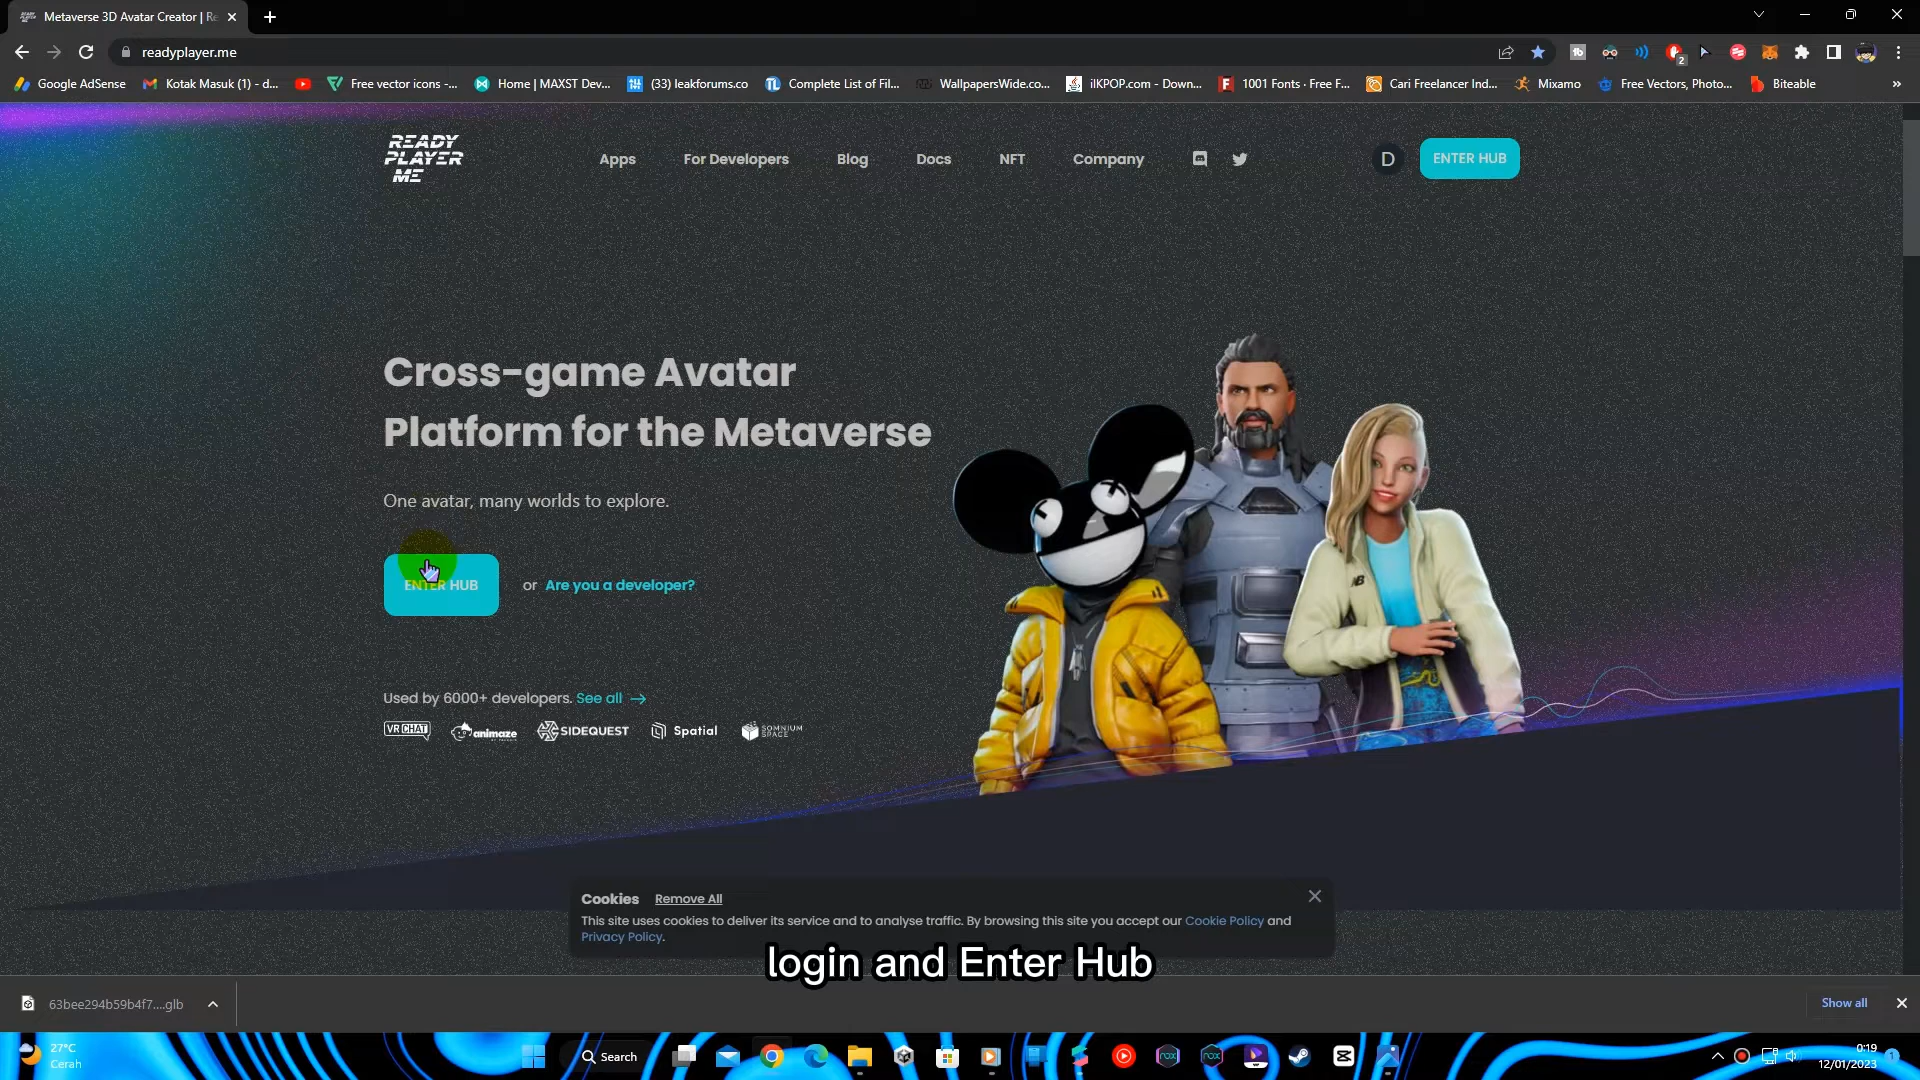 Metaverse 3D Avatar Creator | Re
readyplayer.me
2
Google AdSense
Kotak Masuk (1) - d...
Free vector icons -...
Home | MAXST Dev...
(33) leakforums.co
Complete List of Fil...
WallpapersWide.co...
ilKPOP.com - Down...
1001 Fonts · Free F...
Cari Freelancer Ind...
Mixamo
Free Vectors, Photo...
Biteable
READY
PLAYER
ME
Apps
For Developers
Blog
Docs
NFT
Company
D
ENTER HUB
Cross-game Avatar
Platform for the Metaverse
One avatar, many worlds to explore.
ENTER HUB
or Are you a developer?
Used by 6000+ developers. See all →
VRCHAT
animaze
SIDEQUEST
Spatial
SOMNIUM
SPACE
Cookies Remove All
This site uses cookies to deliver its service and to analyse traffic. By browsing this site you accept our Cookie Policy and
Privacy Policy.
login and Enter Hub
63bee294b59b4f7....glb
Show all
27°C
Cerah
Search
0:19
12/01/2023
1